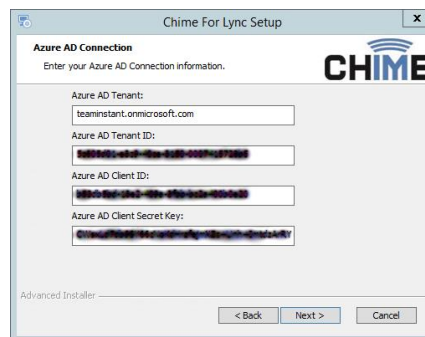 Chime For Lync Setup
x
Azure AD Connection
Enter your Azure AD Connection information.
CHIME
Azure AD Tenant:
teaminstant.onmicrosoft.com
Azure AD Tenant ID:
Azure AD Client ID:
Azure AD Client Secret Key:
Advanced Installer
< Back
Next >
Cancel